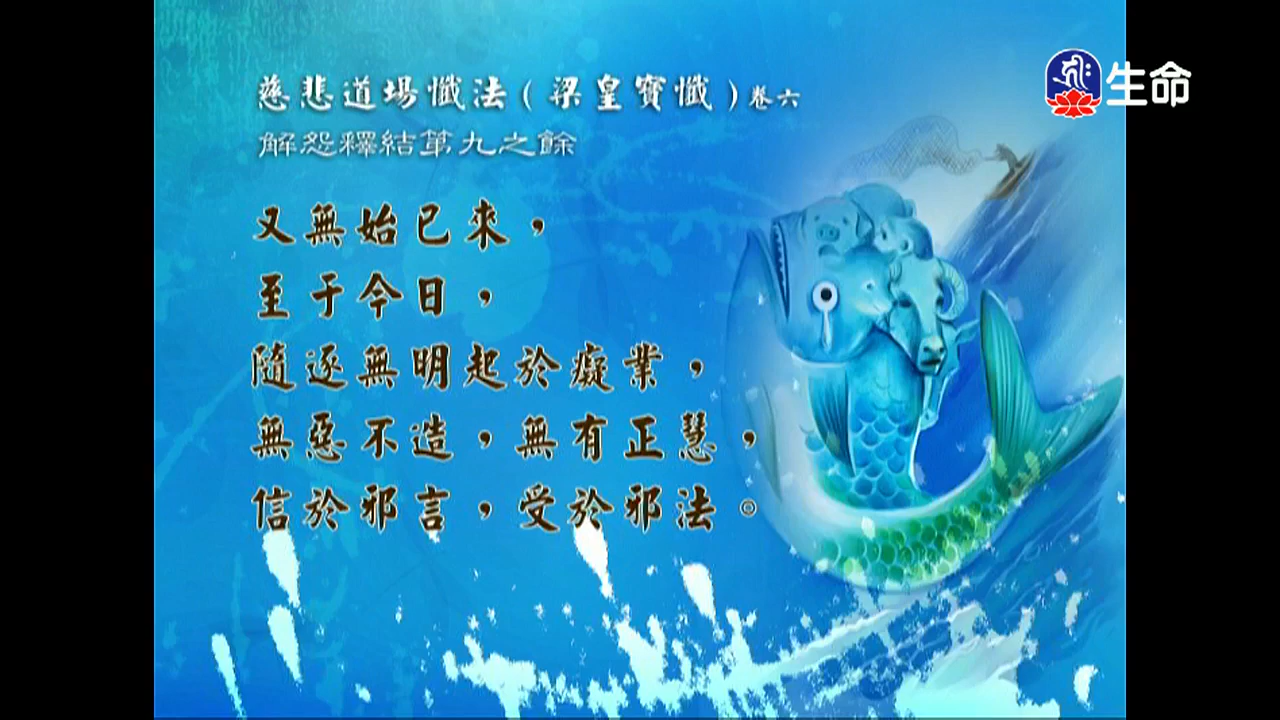 慈悲道場懺法(梁皇寶懺)卷六
解怨釋結第九之餘
生命
又無始已來，
至于今日，
隨逐無明起於癡業，
無惡不造，無有正慧，
信於邪言，受於邪法。